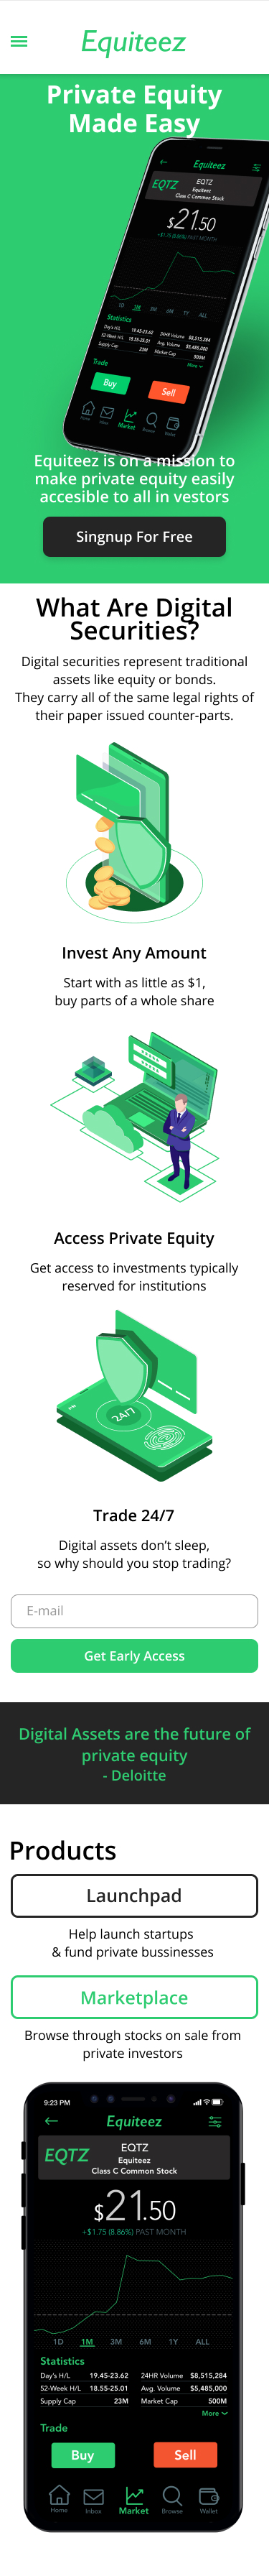 Equiteez
Private Equity
Made Easy
Equiteez
EQTZ
EQTZ
Equiteez
Class C Common Stock
$21.50
+$1.75 (8.86%) PAST MONTH
1D 1M 3M 6M 1Y ALL
Statistics
Day's H/L 19.45-23.62 24HR Volume $8,515,284
52-Week H/L 18.55-25.01 Avg. Volume $5,485,000
Supply Cap 23M Market Cap 500M
More
Trade
Buy Sell
Home Inbox Market Browse Wallet
Equiteez is on a mission to
make private equity easily
accesible to all in vestors
Singnup For Free
What Are Digital
Securities?
Digital securities represent traditional
assets like equity or bonds.
They carry all of the same legal rights of
their paper issued counter-parts.
Invest Any Amount
Start with as little as $1,
buy parts of a whole share
Access Private Equity
Get access to investments typically
reserved for institutions
24/7
Trade 24/7
Digital assets don't sleep,
so why should you stop trading?
E-mail
Get Early Access
Digital Assets are the future of
private equity
- Deloitte
Products
Launchpad
Help launch startups
& fund private bussinesses
Marketplace
Browse through stocks on sale from
private investors
9:23 PM
Equiteez
EQTZ
EQTZ
Equiteez
Class C Common Stock
$21.50
+$1.75 (8.86%) PAST MONTH
1D 1M 3M 6M 1Y ALL
Statistics
Day's H/L 19.45-23.62 24HR Volume $8,515,284
52-Week H/L 18.55-25.01 Avg. Volume $5,485,000
Supply Cap 23M Market Cap 500M
More
Trade
Buy Sell
Home Inbox Market Browse Wallet